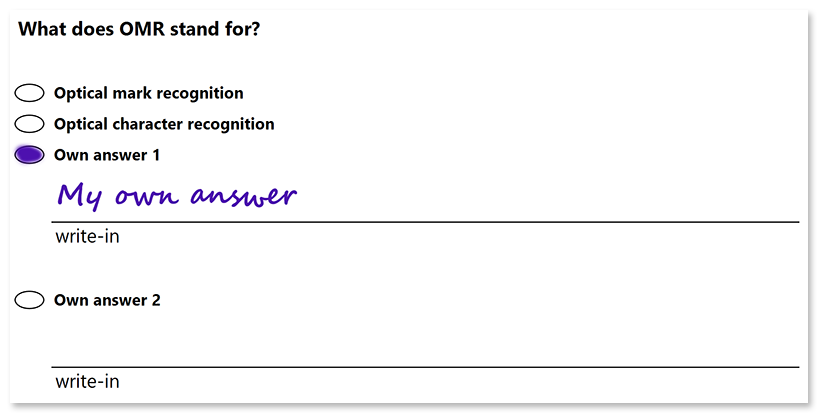 What does OMR stand for?
Optical mark recognition
Optical character recognition
Own answer 1
My own answer
write-in
Own answer 2
write-in